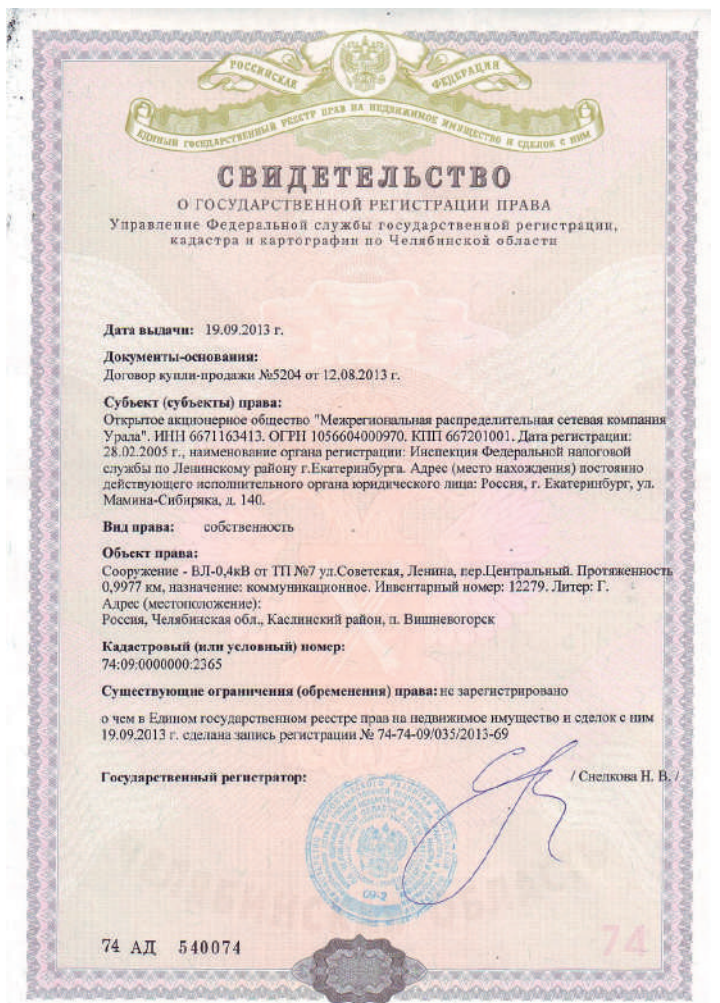 РОССИЙСКАЯ ФЕДЕРАЦИЯ
ЕДИНЫЙ ГОСУДАРСТВЕННЫЙ РЕЕСТР ПРАВ НА НЕДВИЖИМОЕ ИМУЩЕСТВО И СДЕЛОК С НИМ
СВИДЕТЕЛЬСТВО
О ГОСУДАРСТВЕННОЙ РЕГИСТРАЦИИ ПРАВА
Управление Федеральной службы государственной регистрации,
кадастра и картографии по Челябинской области
Дата выдачи: 19.09.2013 г.
Документы-основания:
Договор купли-продажи №5204 от 12.08.2013 г.
Субъект (субъекты) права:
Открытое акционерное общество "Межрегиональная распределительная сетевая компания
Урала". ИНН 6671163413. ОГРН 1056604000970. КПП 667201001. Дата регистрации:
28.02.2005 г., наименование органа регистрации: Инспекция Федеральной налоговой
службы по Ленинскому району г.Екатеринбурга. Адрес (место нахождения) постоянно
действующего исполнительного органа юридического лица: Россия, г. Екатеринбург, ул.
Мамина-Сибиряка, д. 140.
Вид права: собственность
Объект права:
Сооружение - ВЛ-0,4кВ от ТП №7 ул.Советская, Ленина, пер.Центральный. Протяженность
0,9977 км, назначение: коммуникационное. Инвентарный номер: 12279. Литер: Г.
Адрес (местоположение):
Россия, Челябинская обл., Каслинский район, п. Вишневогорск
Кадастровый (или условный) номер:
74:09:0000000:2365
Существующие ограничения (обременения) права: не зарегистрировано
о чем в Едином государственном реестре прав на недвижимое имущество и сделок с ним
19.09.2013 г. сделана запись регистрации № 74-74-09/035/2013-69
Государственный регистратор: / Снедкова Н. В. /
09-2
74 АД 540074
74